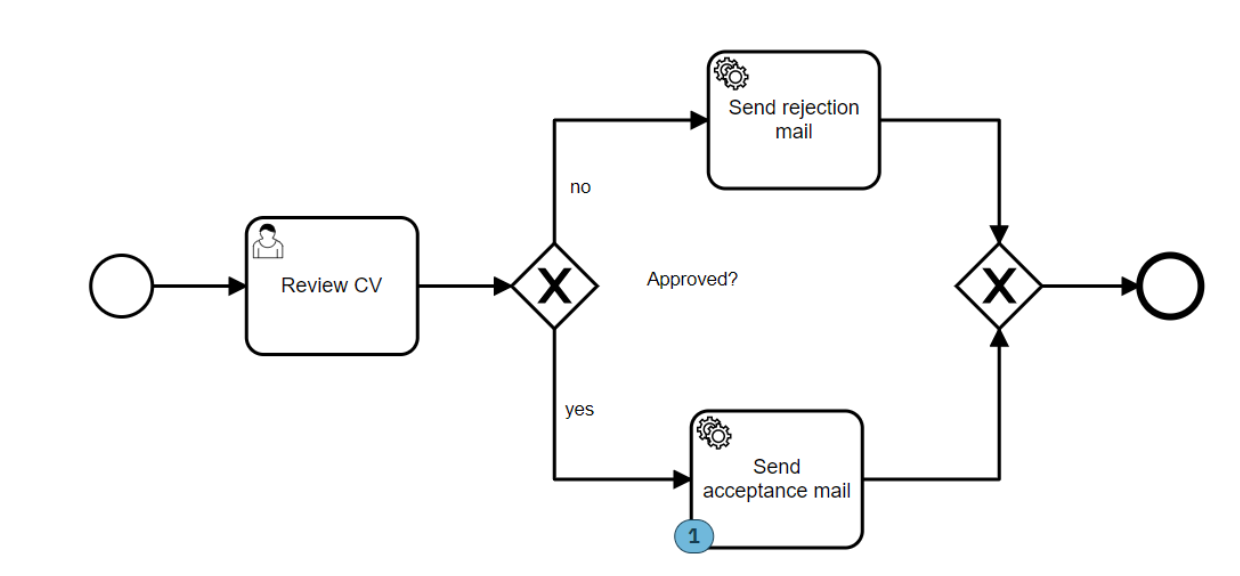 Send rejection
mail
no
Review CV
X
Approved?
X
yes
Send
acceptance mail
1